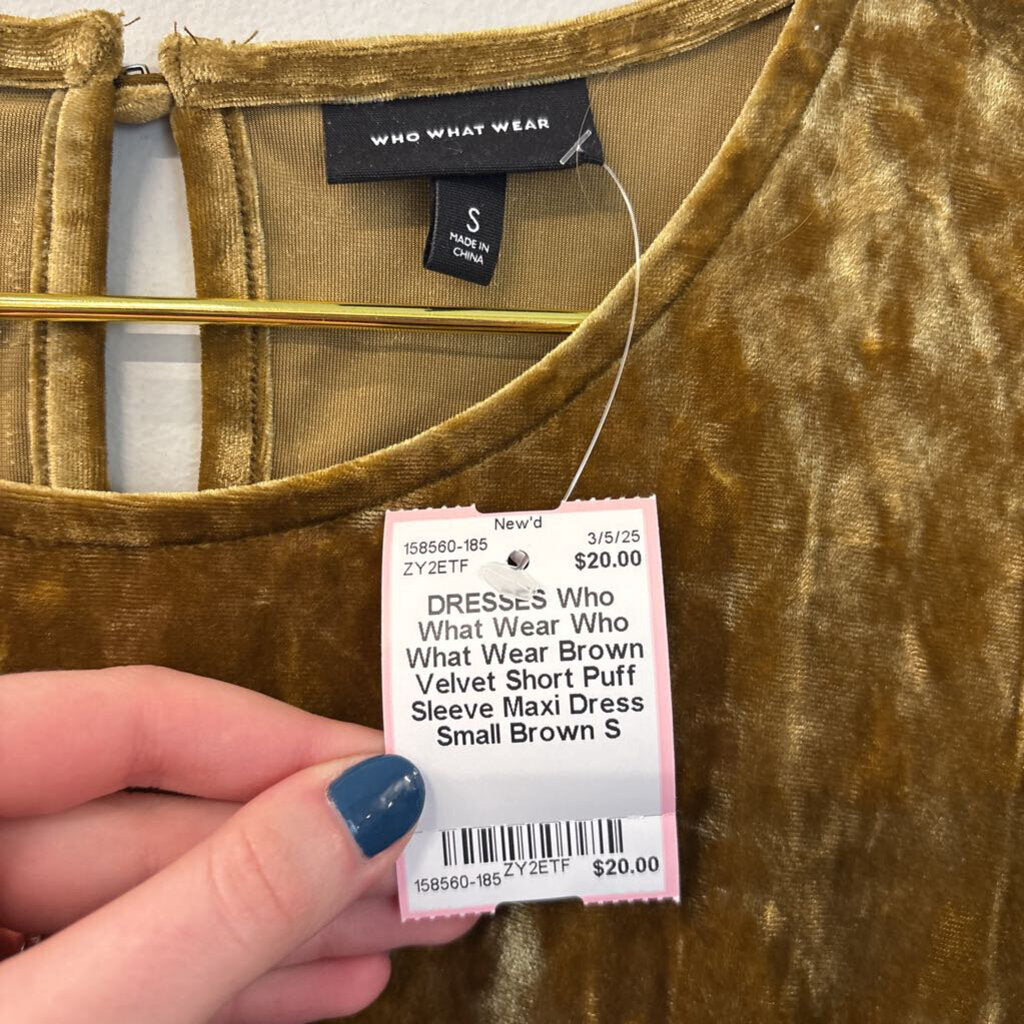 WHO WHAT WEAR
S
MADE IN
CHINA
New'd
158560-185 3/5/25
ZY2ETF $20.00
DRESSES Who
What Wear Who
What Wear Brown
Velvet Short Puff
Sleeve Maxi Dress
Small Brown S
158560-185 ZY2ETF $20.00